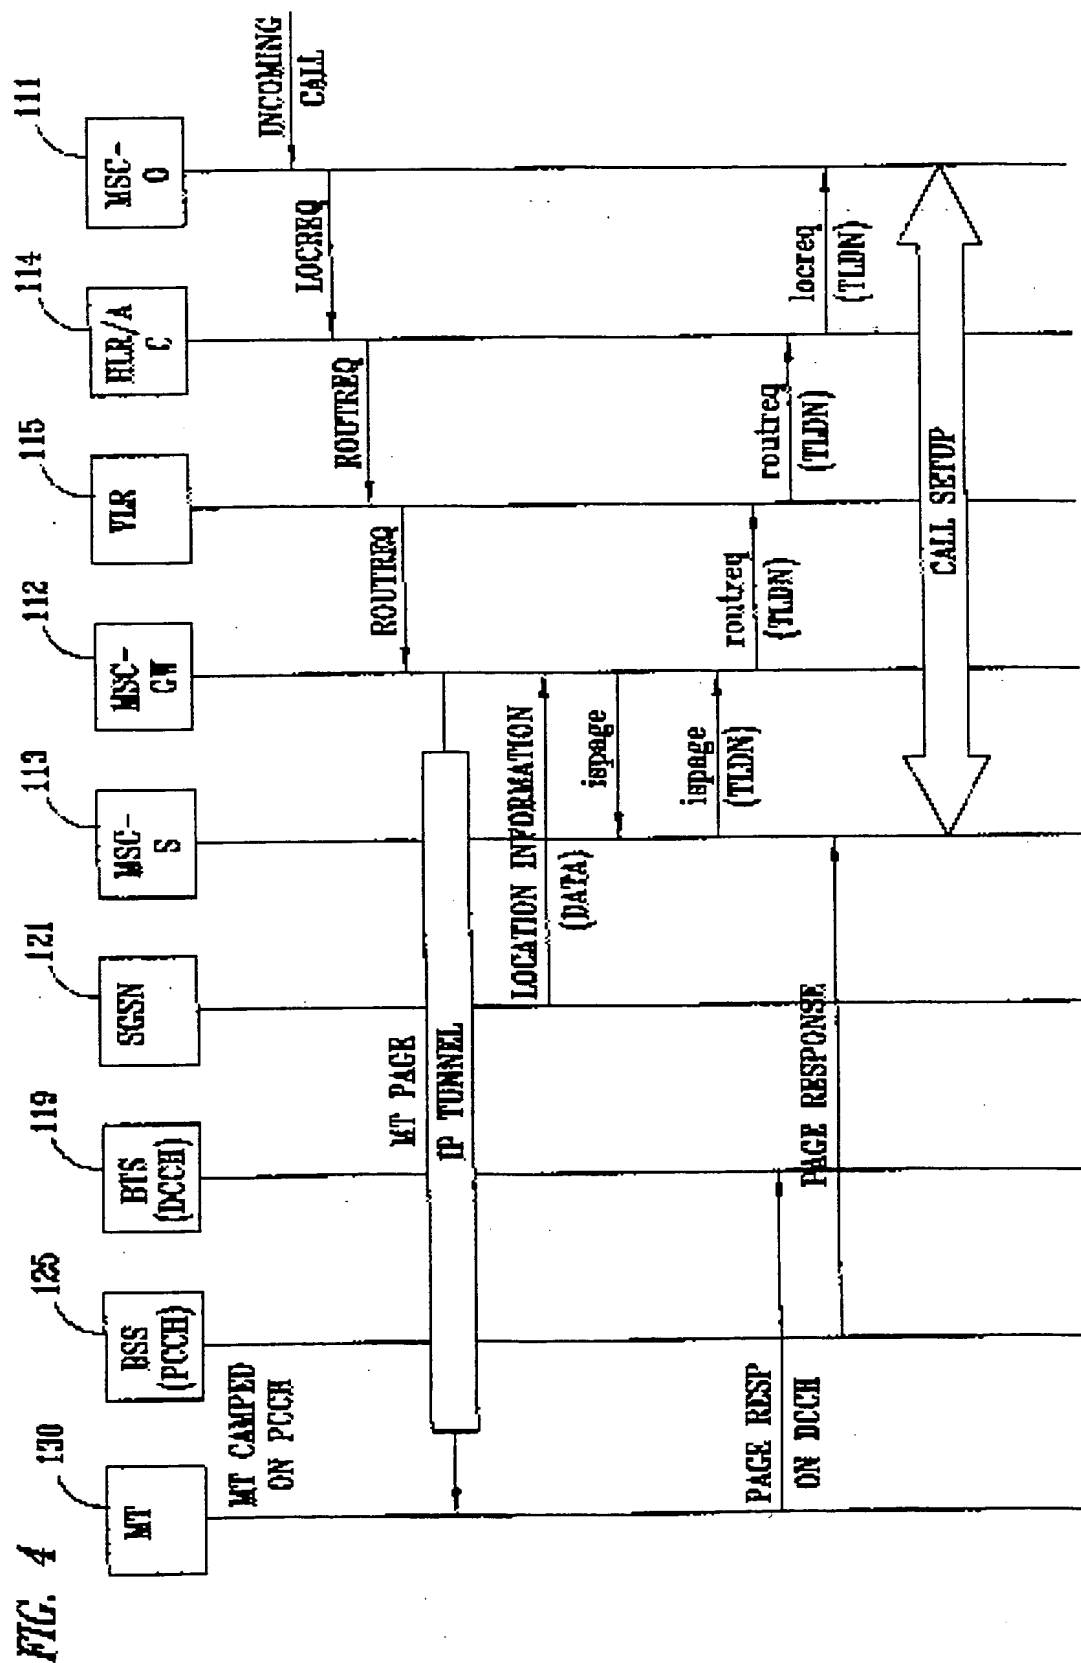 FIG. 4
130
125
119
121
113
112
115
114
111
MT
BSS
(PCCH)
BTS
(DCCH)
SGSN
MSC-
S
MSC-
GW
VLR
HLR/A
C
MSC-
O
MT CAMPED
ON PCCH
INCOMING
CALL
LOCREQ
ROUTREQ
ROUTREQ
MT PAGE
IP TUNNEL
LOCATION INFORMATION
(DATA)
ispage
ispage
(TLDN)
routreq
(TLDN)
routreq
(TLDN)
locreq
(TLDN)
PAGE RESP
ON DCCH
PAGE RESPONSE
CALL SETUP